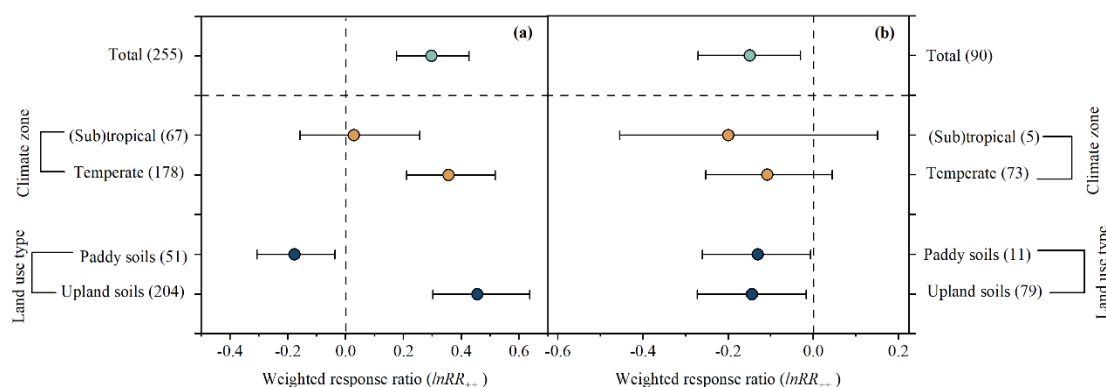 (a)
Total (255)
(Sub)tropical (67)
Temperate (178)
Climate zone
Paddy soils (51)
Upland soils (204)
Land use type
-0.4 -0.2 0.0 0.2 0.4 0.6
Weighted response ratio (lnRR++)
(b)
Total (90)
(Sub)tropical (5)
Temperate (73)
Climate zone
Paddy soils (11)
Upland soils (79)
Land use type
-0.6 -0.4 -0.2 0.0 0.2
Weighted response ratio (lnRR++)